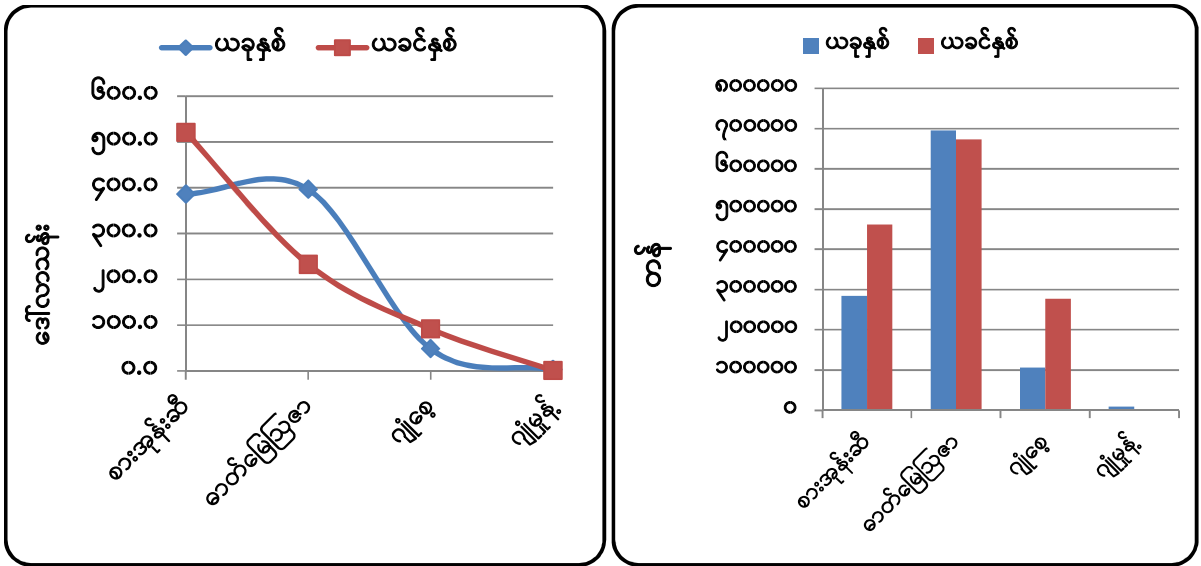 ယခုနှစ် ယခင်နှစ်
၆၀၀.၀
၅၀၀.၀
၄၀၀.၀
၃၀၀.၀
၂၀၀.၀
၁၀၀.၀
၀.၀
ဒေါ်လာသန်း
စားအုန်းဆီ
ဓာတ်မြေဩဇာ
ဂျုံစေ့
ဂျုံမှုန့်
ယခုနှစ် ယခင်နှစ်
၈၀၀၀၀၀
၇၀၀၀၀၀
၆၀၀၀၀၀
၅၀၀၀၀၀
၄၀၀၀၀၀
၃၀၀၀၀၀
၂၀၀၀၀၀
၁၀၀၀၀၀
၀
တန်
စားအုန်းဆီ
ဓာတ်မြေဩဇာ
ဂျုံစေ့
ဂျုံမှုန့်